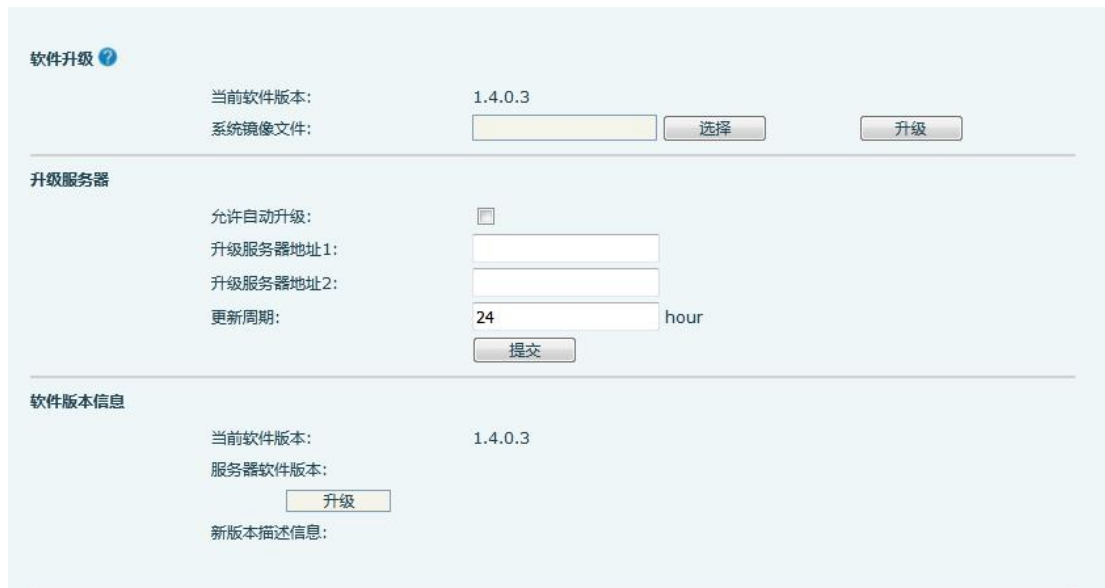 软件升级 ?
当前软件版本: 1.4.0.3
系统镜像文件: 选择 升级
升级服务器
允许自动升级:
升级服务器地址1:
升级服务器地址2:
更新周期: 24 hour
提交
软件版本信息
当前软件版本: 1.4.0.3
服务器软件版本:
升级
新版本描述信息: